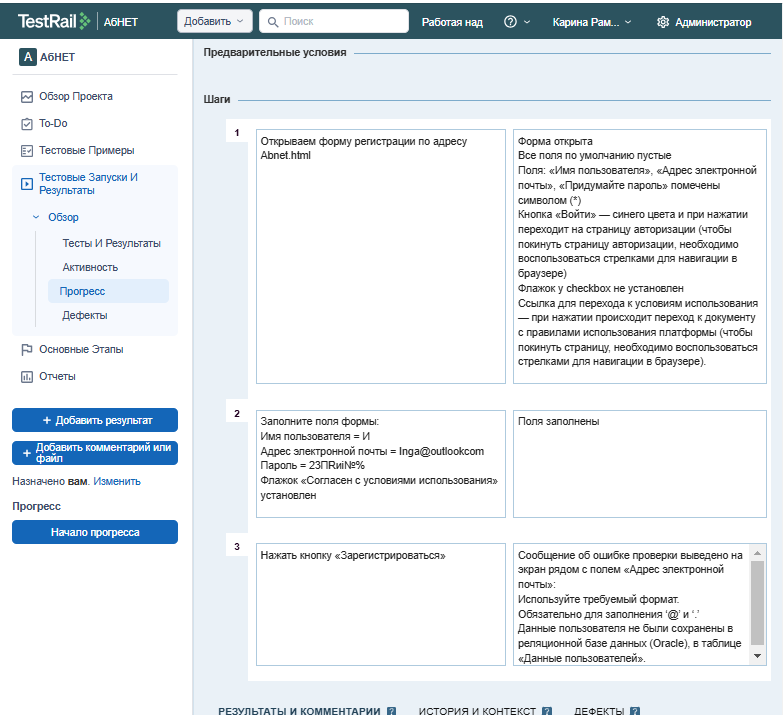 TestRail АбНЕТ
Добавить
Поиск
Работая над
Карина Рам...
Администратор
A АбНЕТ
Обзор Проекта
To-Do
Тестовые Примеры
Тестовые Запуски И
Результаты
Обзор
Тесты И Результаты
Активность
Прогресс
Дефекты
Основные Этапы
Отчеты
+ Добавить результат
+ Добавить комментарий или
файл
Назначено вам. Изменить
Прогресс
Начало прогресса
Предварительные условия
Шаги
1
Открываем форму регистрации по адресу
Abnet.html
Форма открыта
Все поля по умолчанию пустые
Поля: «Имя пользователя», «Адрес электронной
почты», «Придумайте пароль» помечены
символом (*)
Кнопка «Войти» — синего цвета и при нажатии
переходит на страницу авторизации (чтобы
покинуть страницу авторизации, необходимо
воспользоваться стрелками для навигации в
браузере)
Флажок у checkbox не установлен
Ссылка для перехода к условиям использования
— при нажатии происходит переход к документу
с правилами использования платформы (чтобы
покинуть страницу, необходимо воспользоваться
стрелками для навигации в браузере).
2
Заполните поля формы:
Имя пользователя = И
Адрес электронной почты = Inga@outlookcom
Пароль = 23ПRий№%
Флажок «Согласен с условиями использования»
установлен
Поля заполнены
3
Нажать кнопку «Зарегистрироваться»
Сообщение об ошибке проверки выведено на
экран рядом с полем «Адрес электронной
почты»:
Используйте требуемый формат.
Обязательно для заполнения ‘@’ и ‘.’
Данные пользователя не были сохранены в
реляционной базе данных (Oracle), в таблице
«Данные пользователей».
РЕЗУЛЬТАТЫ И КОММЕНТАРИИ ?
ИСТОРИЯ И КОНТЕКСТ ?
ДЕФЕКТЫ ?